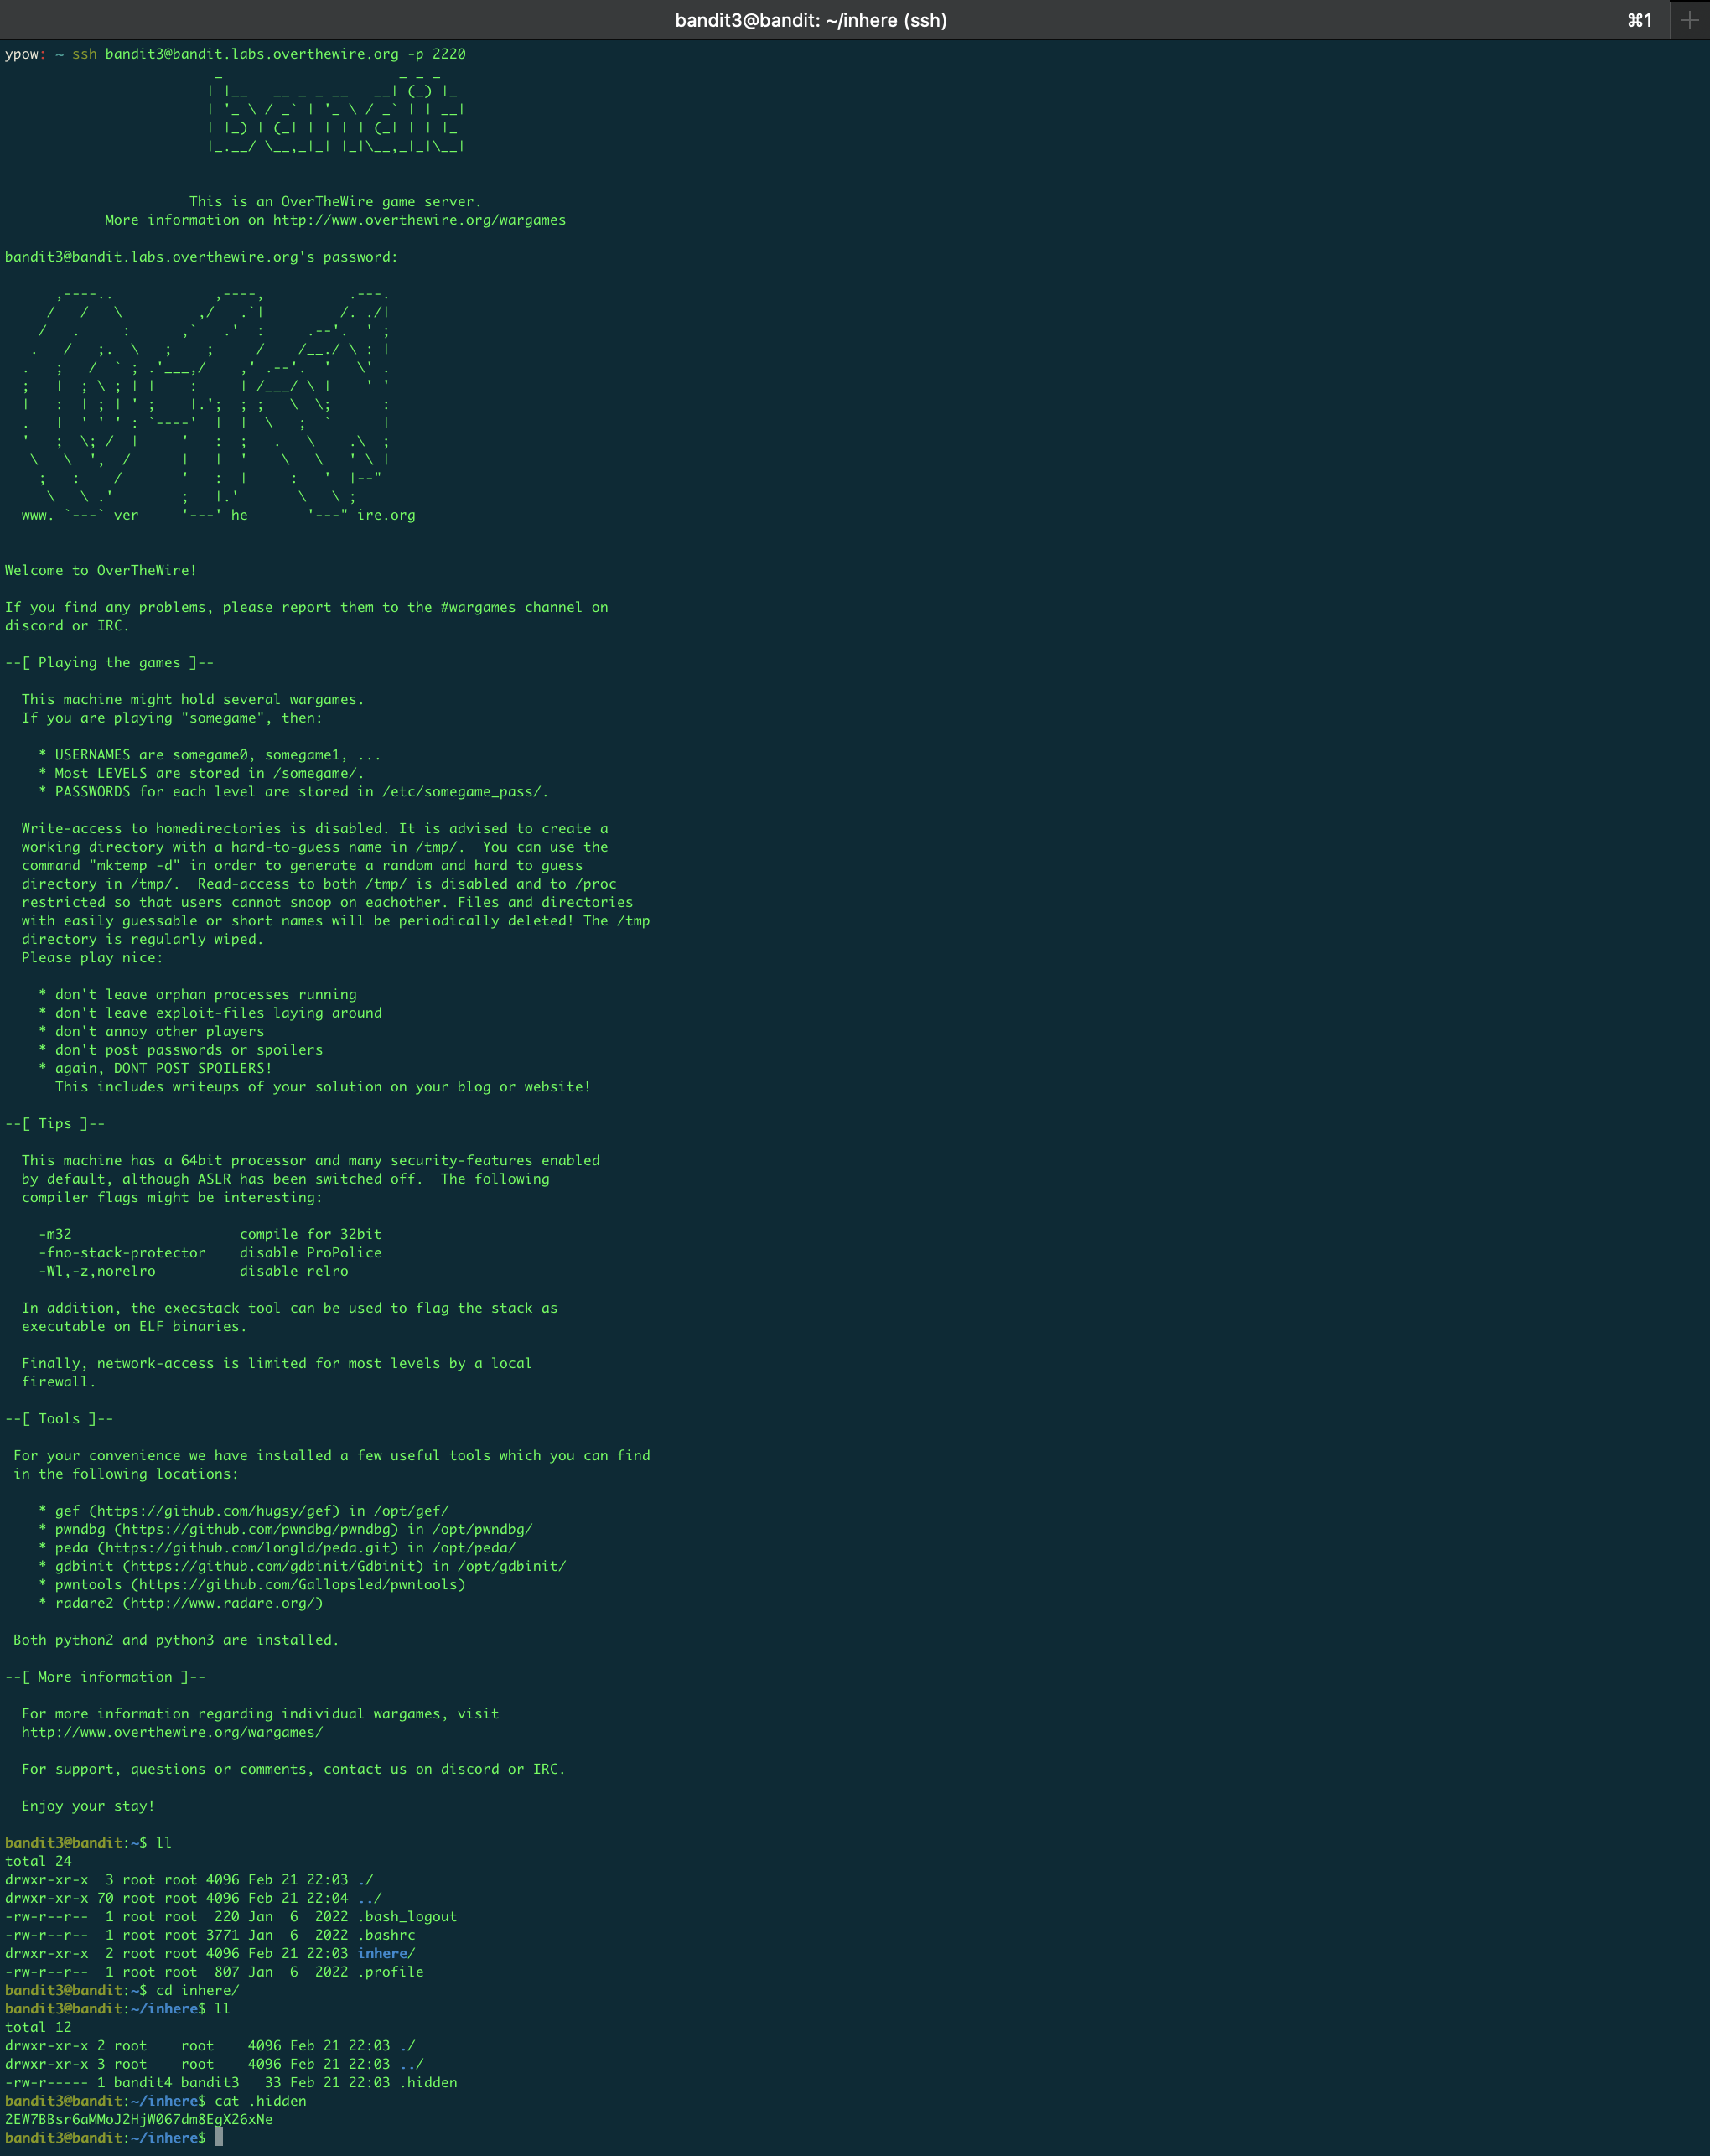 bandit3@bandit: ~/inhere (ssh)
⌘1
ypow: ~ ssh bandit3@bandit.labs.overthewire.org -p 2220
This is an OverTheWire game server.
More information on http://www.overthewire.org/wargames
bandit3@bandit.labs.overthewire.org's password:
www. `---` ver '---' he '---" ire.org
Welcome to OverTheWire!
If you find any problems, please report them to the #wargames channel on
discord or IRC.
--[ Playing the games ]--
This machine might hold several wargames.
If you are playing "somegame", then:
* USERNAMES are somegame0, somegame1, ...
* Most LEVELS are stored in /somegame/.
* PASSWORDS for each level are stored in /etc/somegame_pass/.
Write-access to homedirectories is disabled. It is advised to create a
working directory with a hard-to-guess name in /tmp/.  You can use the
command "mktemp -d" in order to generate a random and hard to guess
directory in /tmp/.  Read-access to both /tmp/ is disabled and to /proc
restricted so that users cannot snoop on eachother. Files and directories
with easily guessable or short names will be periodically deleted! The /tmp
directory is regularly wiped.
Please play nice:
* don't leave orphan processes running
* don't leave exploit-files laying around
* don't annoy other players
* don't post passwords or spoilers
* again, DONT POST SPOILERS!
This includes writeups of your solution on your blog or website!
--[ Tips ]--
This machine has a 64bit processor and many security-features enabled
by default, although ASLR has been switched off.  The following
compiler flags might be interesting:
-m32                    compile for 32bit
-fno-stack-protector    disable ProPolice
-Wl,-z,norelro          disable relro
In addition, the execstack tool can be used to flag the stack as
executable on ELF binaries.
Finally, network-access is limited for most levels by a local
firewall.
--[ Tools ]--
For your convenience we have installed a few useful tools which you can find
in the following locations:
* gef (https://github.com/hugsy/gef) in /opt/gef/
* pwndbg (https://github.com/pwndbg/pwndbg) in /opt/pwndbg/
* peda (https://github.com/longld/peda.git) in /opt/peda/
* gdbinit (https://github.com/gdbinit/Gdbinit) in /opt/gdbinit/
* pwntools (https://github.com/Gallopsled/pwntools)
* radare2 (http://www.radare.org/)
Both python2 and python3 are installed.
--[ More information ]--
For more information regarding individual wargames, visit
http://www.overthewire.org/wargames/
For support, questions or comments, contact us on discord or IRC.
Enjoy your stay!
bandit3@bandit:~$ ll
total 24
drwxr-xr-x  3 root root 4096 Feb 21 22:03 ./
drwxr-xr-x 70 root root 4096 Feb 21 22:04 ../
-rw-r--r--  1 root root  220 Jan  6  2022 .bash_logout
-rw-r--r--  1 root root 3771 Jan  6  2022 .bashrc
drwxr-xr-x  2 root root 4096 Feb 21 22:03 inhere/
-rw-r--r--  1 root root  807 Jan  6  2022 .profile
bandit3@bandit:~$ cd inhere/
bandit3@bandit:~/inhere$ ll
total 12
drwxr-xr-x 2 root    root    4096 Feb 21 22:03 ./
drwxr-xr-x 3 root    root    4096 Feb 21 22:03 ../
-rw-r----- 1 bandit4 bandit3   33 Feb 21 22:03 .hidden
bandit3@bandit:~/inhere$ cat .hidden
2EW7BBsr6aMMoJ2HjW067dm8EgX26xNe
bandit3@bandit:~/inhere$